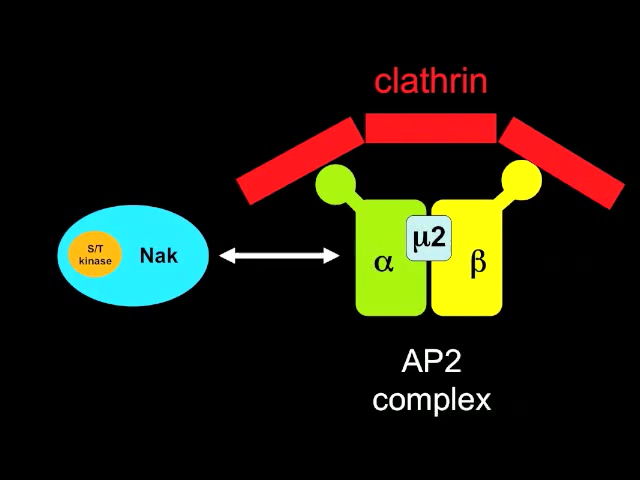 clathrin
S/T
kinase
Nak
α
μ2
β
AP2
complex